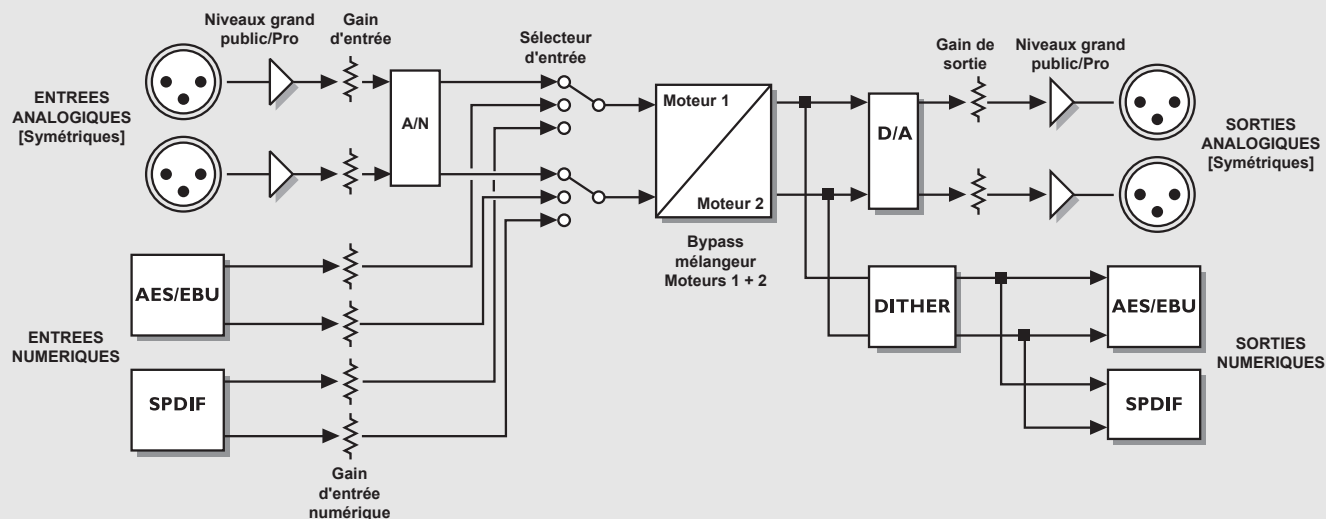 Niveaux grand
public/Pro
Gain
d'entrée
Sélecteur
d'entrée
Gain de
sortie
Niveaux grand
public/Pro
ENTREES
ANALOGIQUES
[Symétriques]
A/N
Moteur 1
Moteur 2
D/A
SORTIES
ANALOGIQUES
[Symétriques]
Bypass
mélangeur
Moteurs 1 + 2
AES/EBU
DITHER
AES/EBU
ENTREES
NUMERIQUES
SORTIES
NUMERIQUES
SPDIF
SPDIF
Gain
d'entrée
numérique